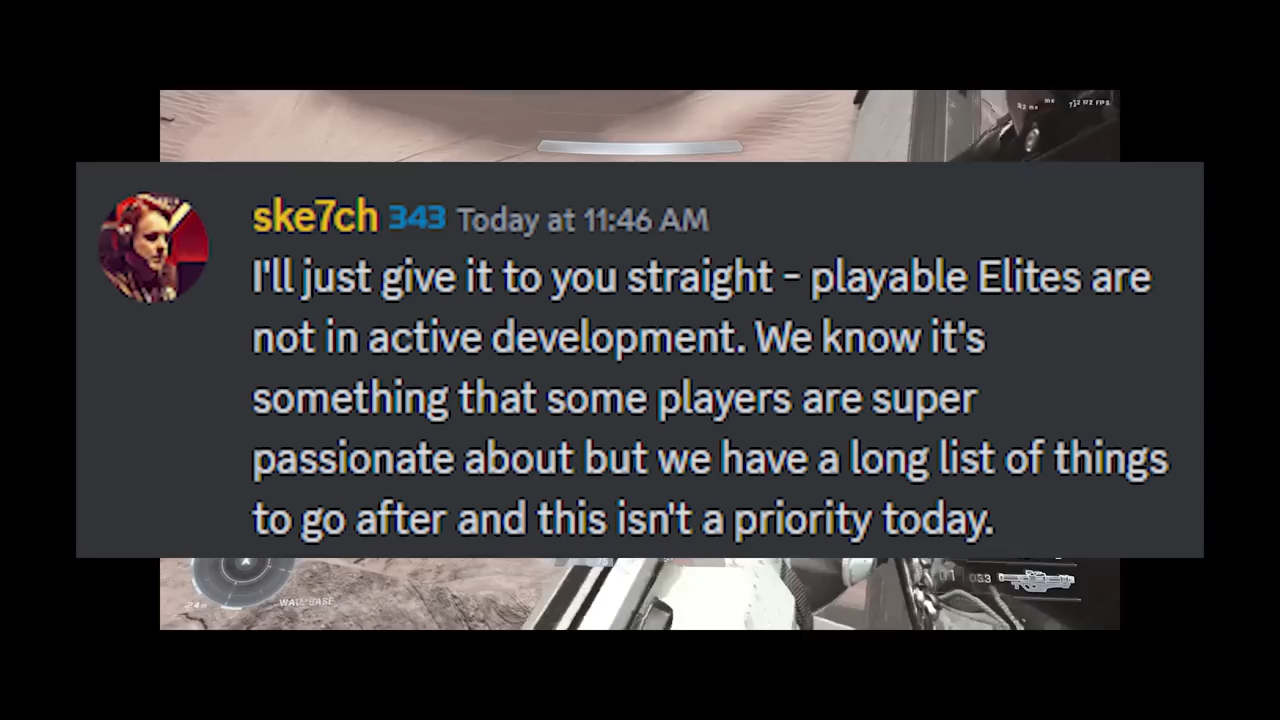 ske7ch 343 Today at 11:46 AM
I'll just give it to you straight - playable Elites are
not in active development. We know it's
something that some players are super
passionate about but we have a long list of things
to go after and this isn't a priority today.